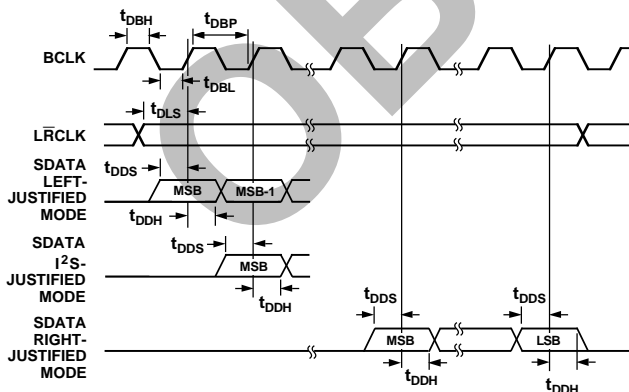 tDBH
tDBP
BCLK
tDBL
tDLS
LRCLK
SDATA
LEFT-
JUSTIFIED
MODE
tDDS
MSB
MSB-1
tDDH
SDATA
I2S-
JUSTIFIED
MODE
tDDS
MSB
tDDH
SDATA
RIGHT-
JUSTIFIED
MODE
tDDS
MSB
tDDH
tDDS
LSB
tDDH